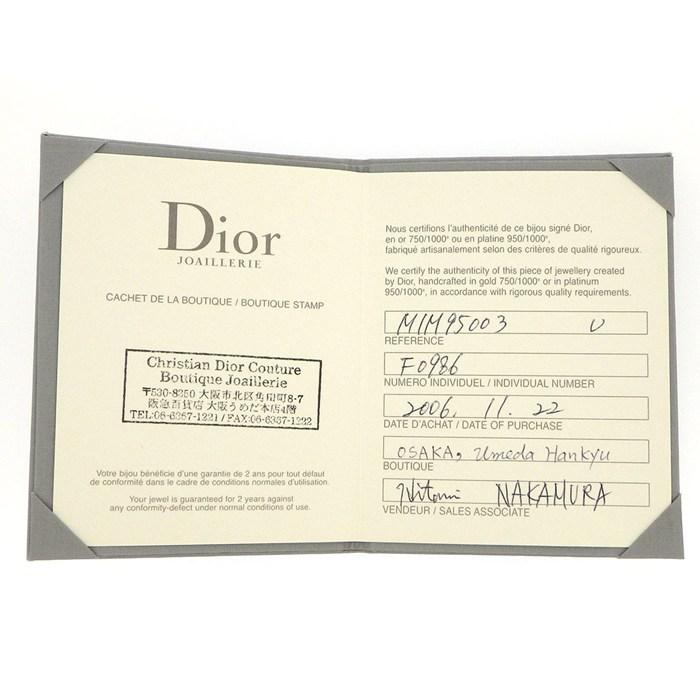 Dior
JOAILLERIE
CACHET DE LA BOUTIQUE / BOUTIQUE STAMP
Christian Dior Couture
Boutique Joaillerie
〒530-8350 大阪市北区角田町8-7
阪急百貨店 大阪うめだ本店4階
TEL:06-6367-1221/FAX:06-6367-1222
Votre bijou bénéficie d'une garantie de 2 ans pour tout défaut
de conformité dans le cadre de conditions normales d'utilisation.
Your jewel is guaranteed for 2 years against
any conformity-defect under normal conditions of use.
Nous certifions l'authenticité de ce bijou signé Dior,
en or 750/1000° ou en platine 950/1000°,
fabriqué artisanalement selon des critères de qualité rigoureux.
We certify the authenticity of this piece of jewellery created
by Dior, handcrafted in gold 750/1000° or in platinum
950/1000°, in accordance with rigorous quality requirements.
MIM95003 U
REFERENCE
F0986
NUMERO INDIVIDUEL / INDIVIDUAL NUMBER
2006. 11. 22
DATE D'ACHAT / DATE OF PURCHASE
OSAKA, Umeda Hankyu
BOUTIQUE
Hitomi NAKAMURA
VENDEUR / SALES ASSOCIATE